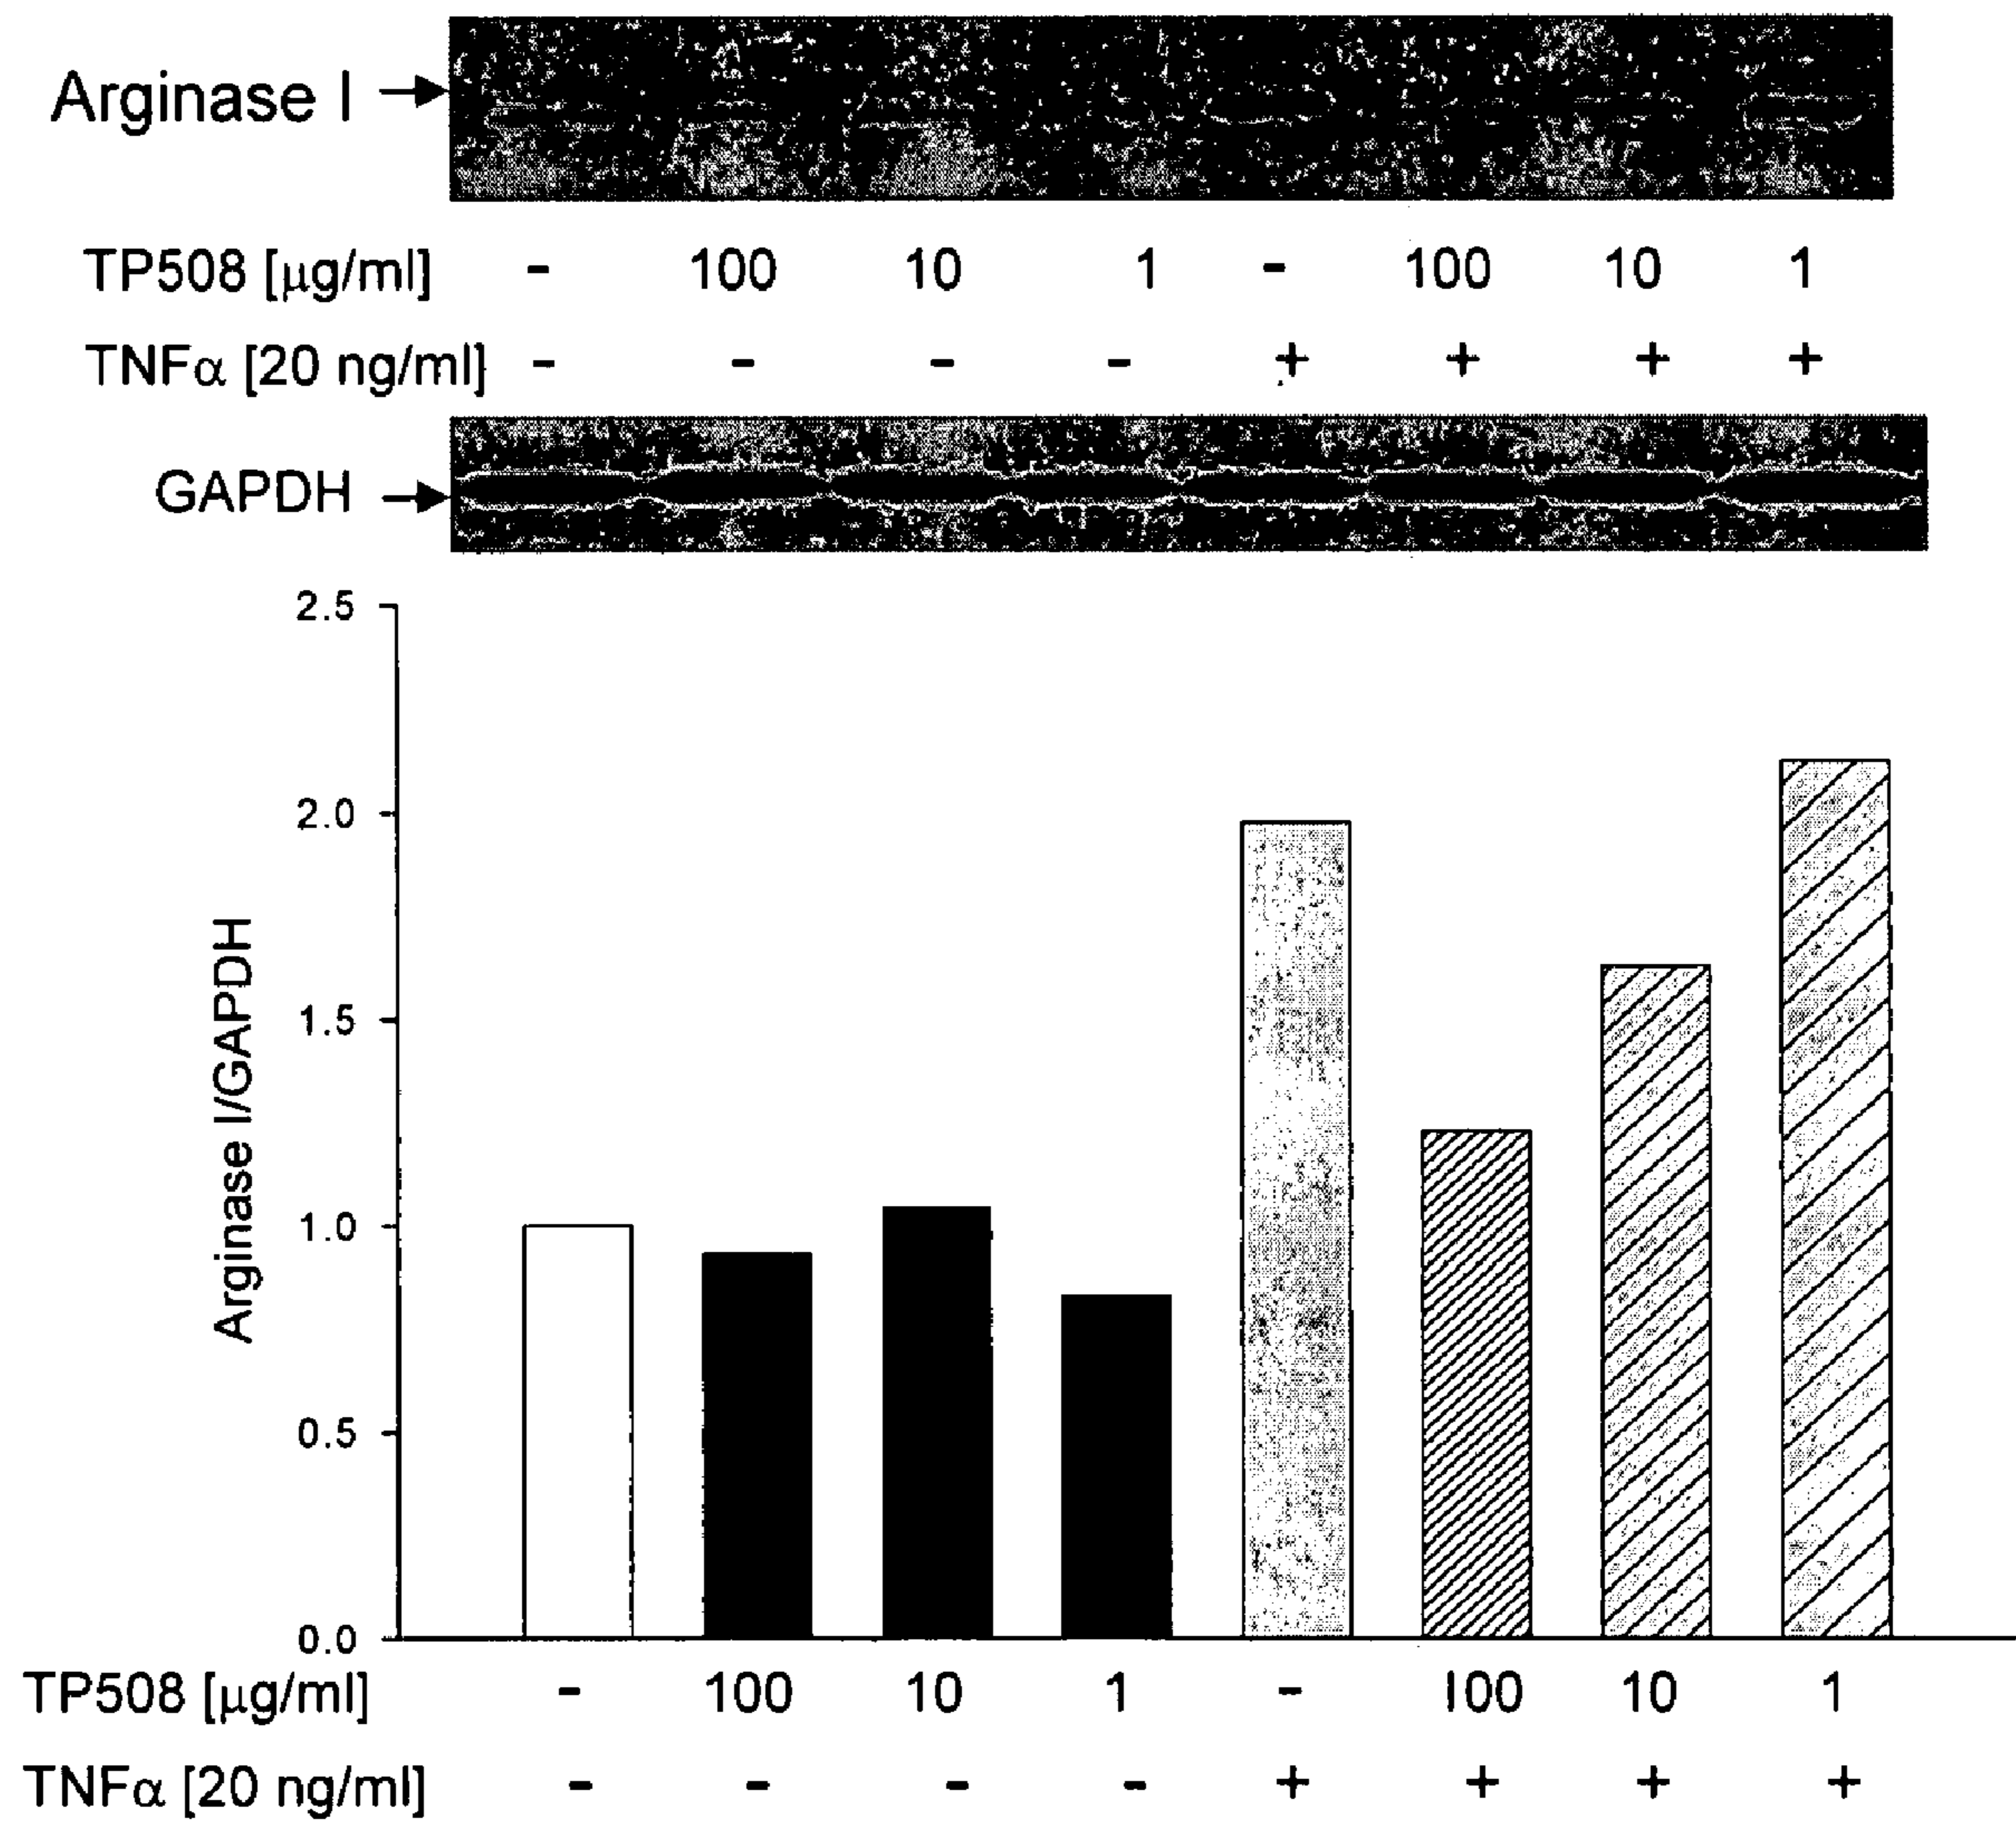 Arginase I
TP508 [μg/ml] - 100 10 1 - 100 10 1
TNFα [20 ng/ml] - - - - + + + +
GAPDH
2.5
2.0
1.5
1.0
0.5
0.0
Arginase I/GAPDH
TP508 [μg/ml] - 100 10 1 - 100 10 1
TNFα [20 ng/ml] - - - - + + + +